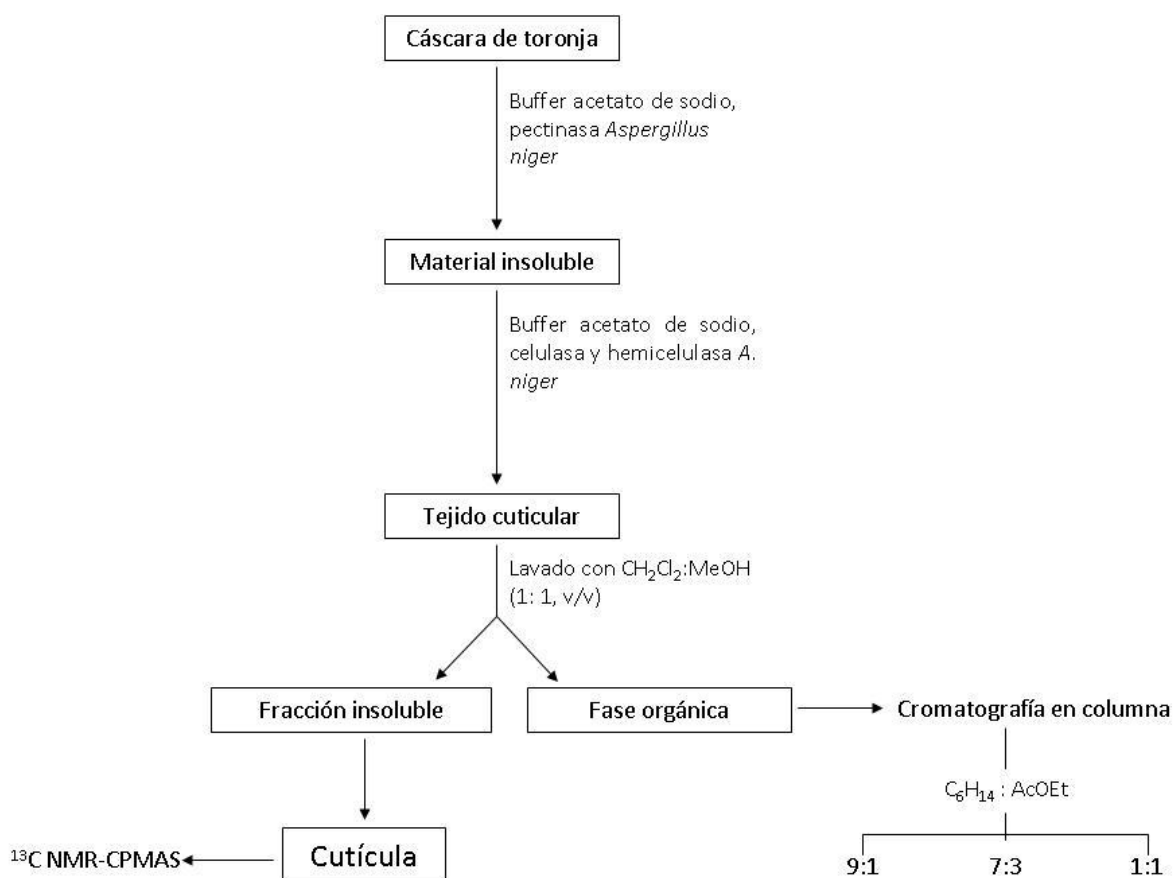 Cáscara de toronja
Buffer acetato de sodio,
pectinasa Aspergillus
niger
Material insoluble
Buffer acetato de sodio,
celulasa y hemicelulasa A.
niger
Tejido cuticular
Lavado con CH₂Cl₂:MeOH
(1: 1, v/v)
Fracción insoluble
Fase orgánica
Cromatografía en columna
C₆H₁₄ : AcOEt
9:1
7:3
1:1
Cutícula
¹³C NMR-CPMAS